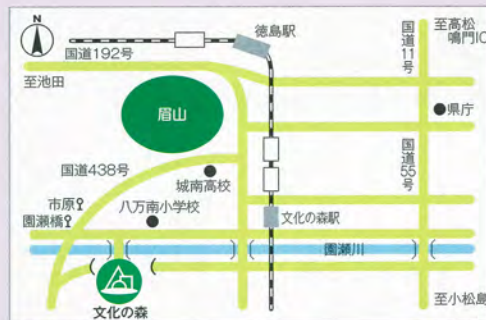 N
国道192号
至池田
徳島駅
国道11号
至高松
鳴門IC
眉山
県庁
国道55号
国道438号
城南高校
市原
八万南小学校
園瀬橋
文化の森駅
園瀬川
文化の森
至小松島